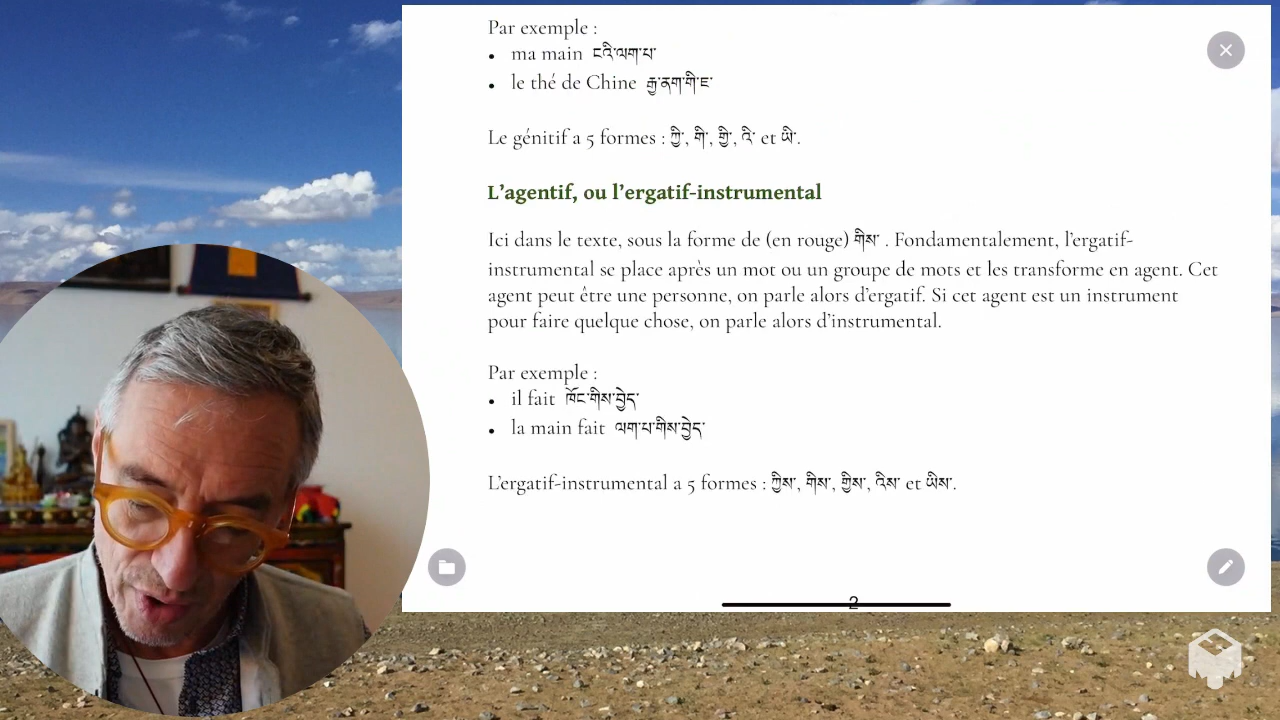 Par exemple :
• ma main ངའི་ལག་པ་
• le thé de Chine རྒྱ་ནག་གི་ཇ་
Le génitif a 5 formes : ཀྱི་, གི་, གྱི་, འི་ et ཡི་.
L’agentif, ou l’ergatif-instrumental
Ici dans le texte, sous la forme de (en rouge) གིས་ . Fondamentalement, l’ergatif-
instrumental se place après un mot ou un groupe de mots et les transforme en agent. Cet
agent peut être une personne, on parle alors d’ergatif. Si cet agent est un instrument
pour faire quelque chose, on parle alors d’instrumental.
Par exemple :
• il fait ཁོང་གིས་བྱེད་
• la main fait ལག་པ་གིས་བྱེད་
L’ergatif-instrumental a 5 formes : ཀྱིས་, གིས་, གྱིས་, འིས་ et ཡིས་.
2